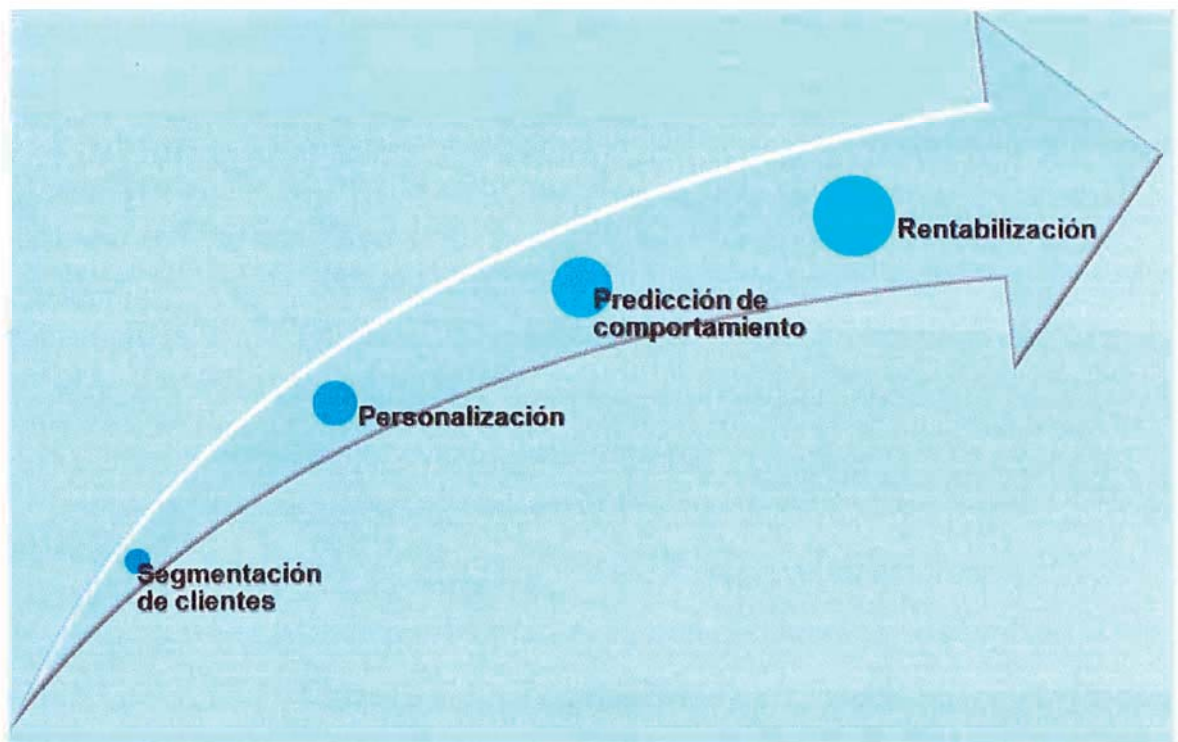 Rentabilización
Predicción de
comportamiento
Personalización
Segmentación
de clientes